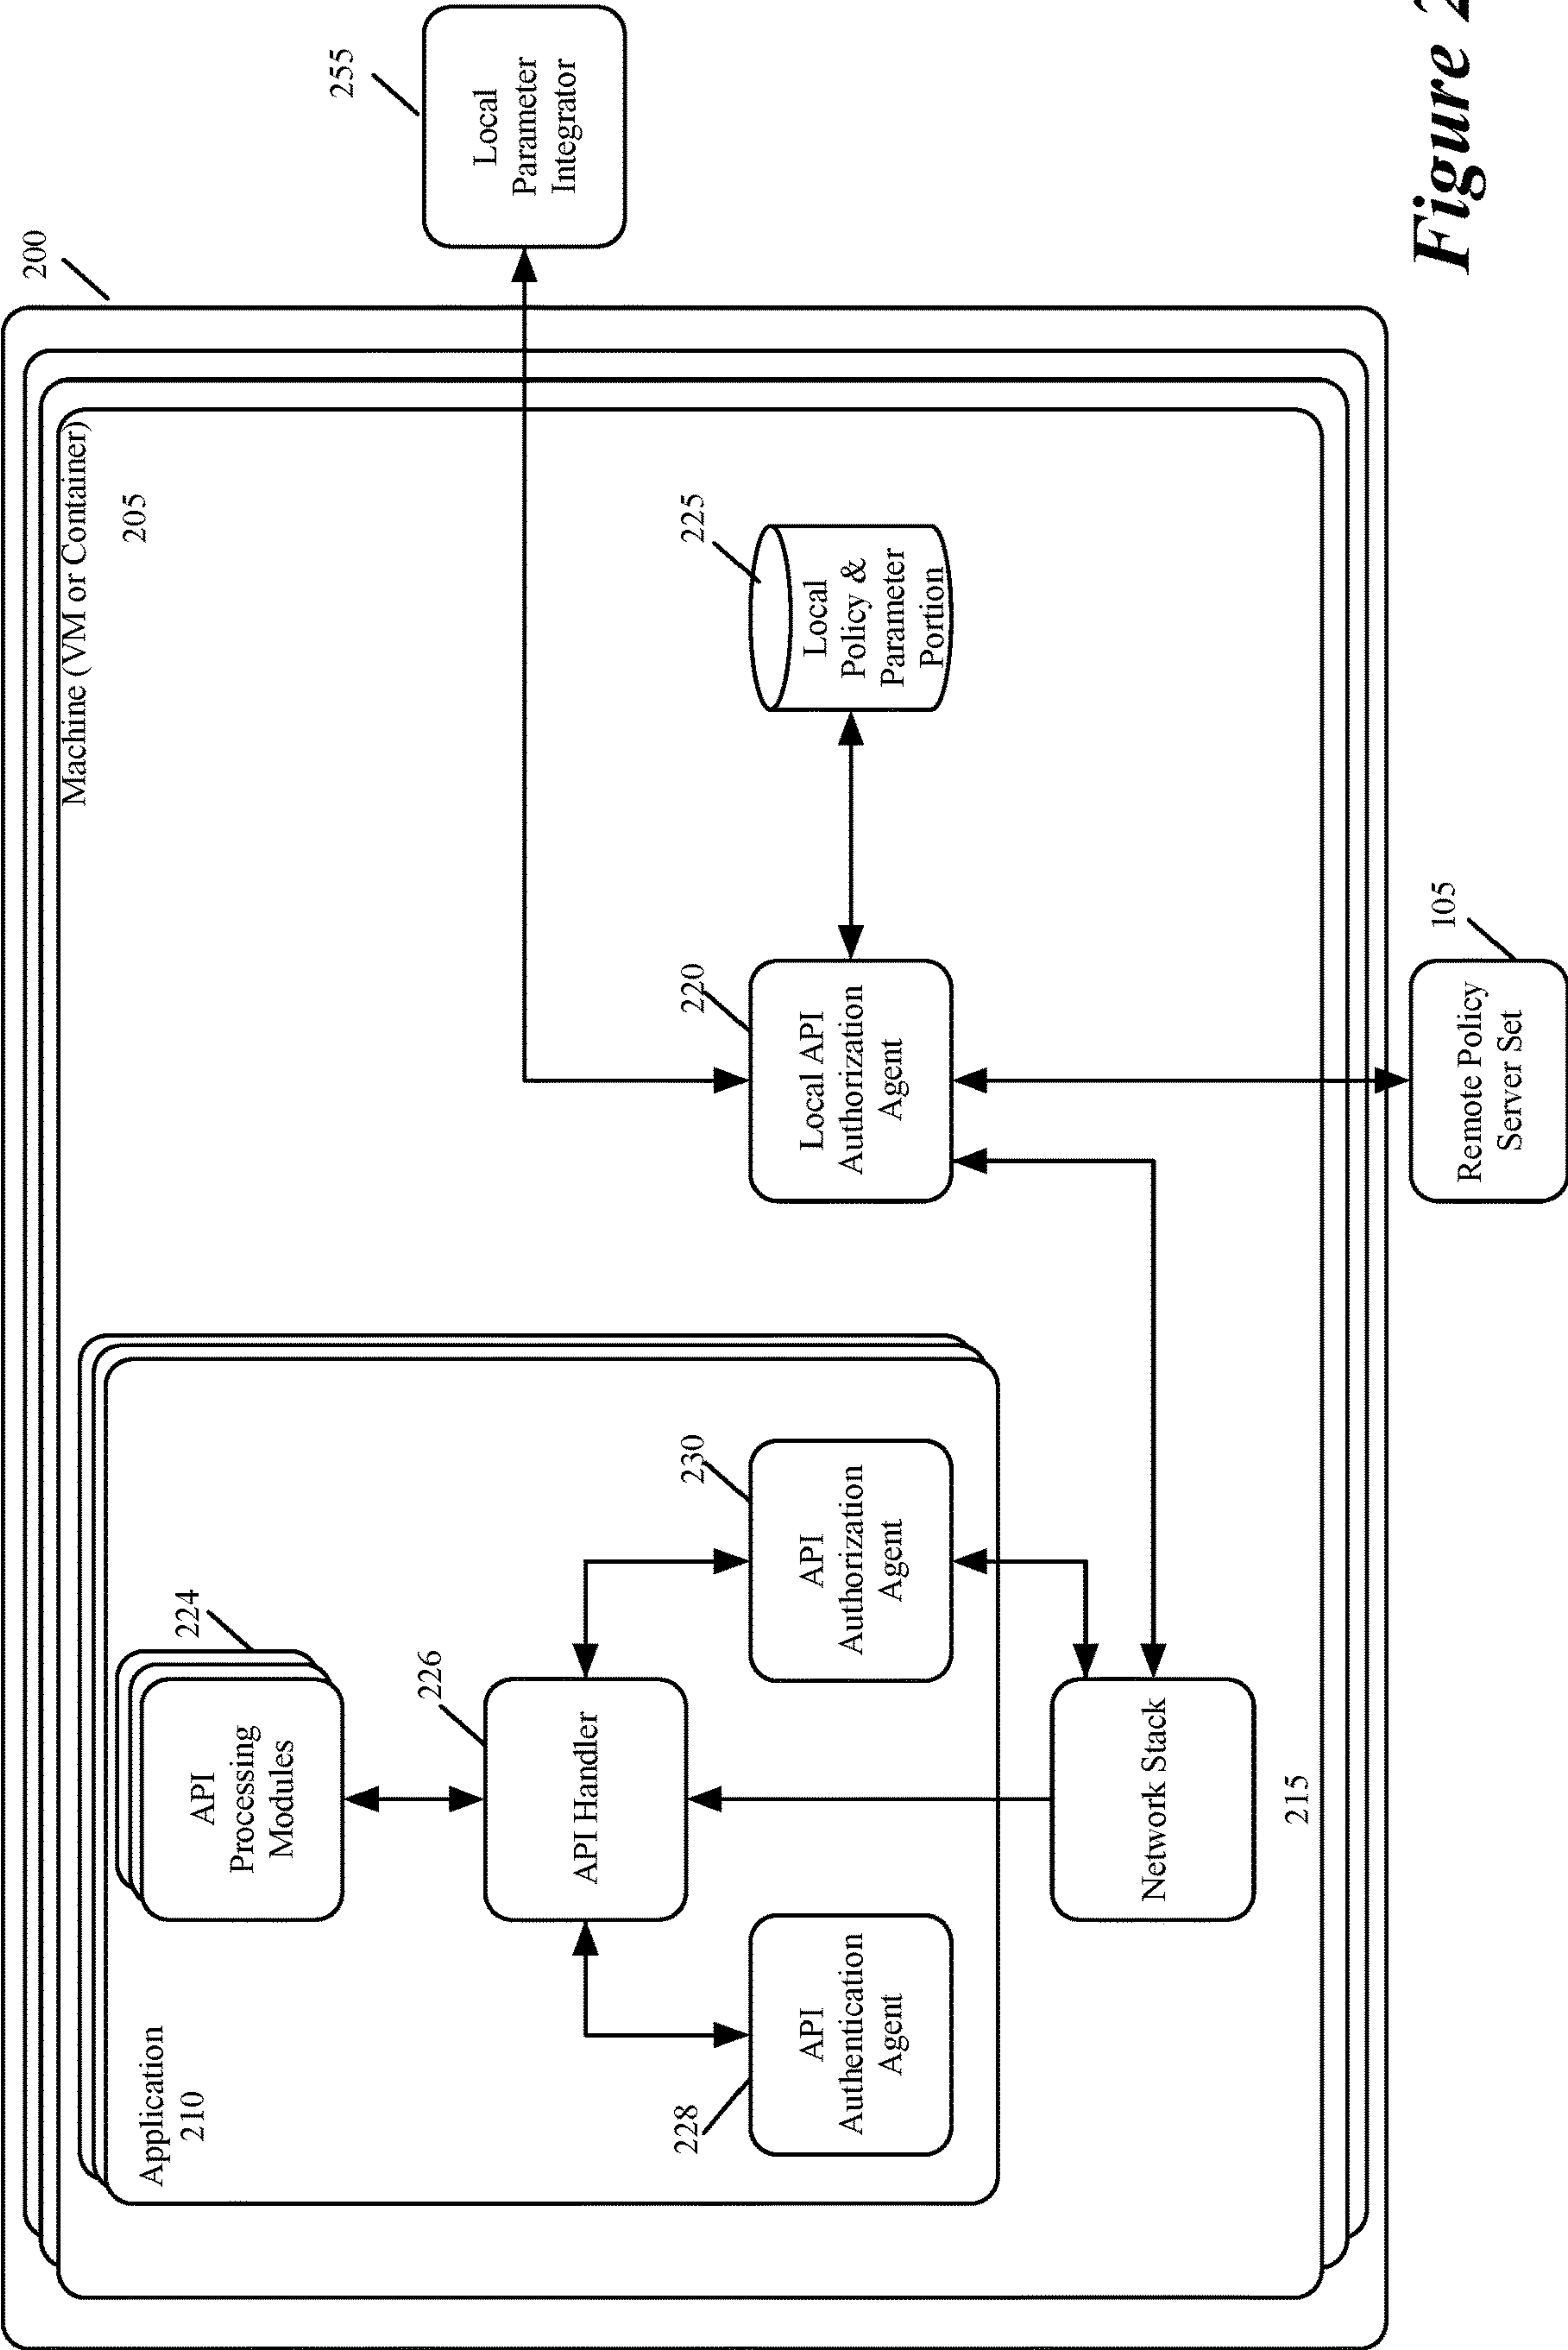 200
Machine (VM or Container)
205
Application
210
API
Processing
Modules
224
API Handler
226
API
Authentication
Agent
228
API
Authorization
Agent
230
Network Stack
215
Local API
Authorization
Agent
220
Local
Policy &
Parameter
Portion
225
Local
Parameter
Integrator
255
Remote Policy
Server Set
105
Figure 2